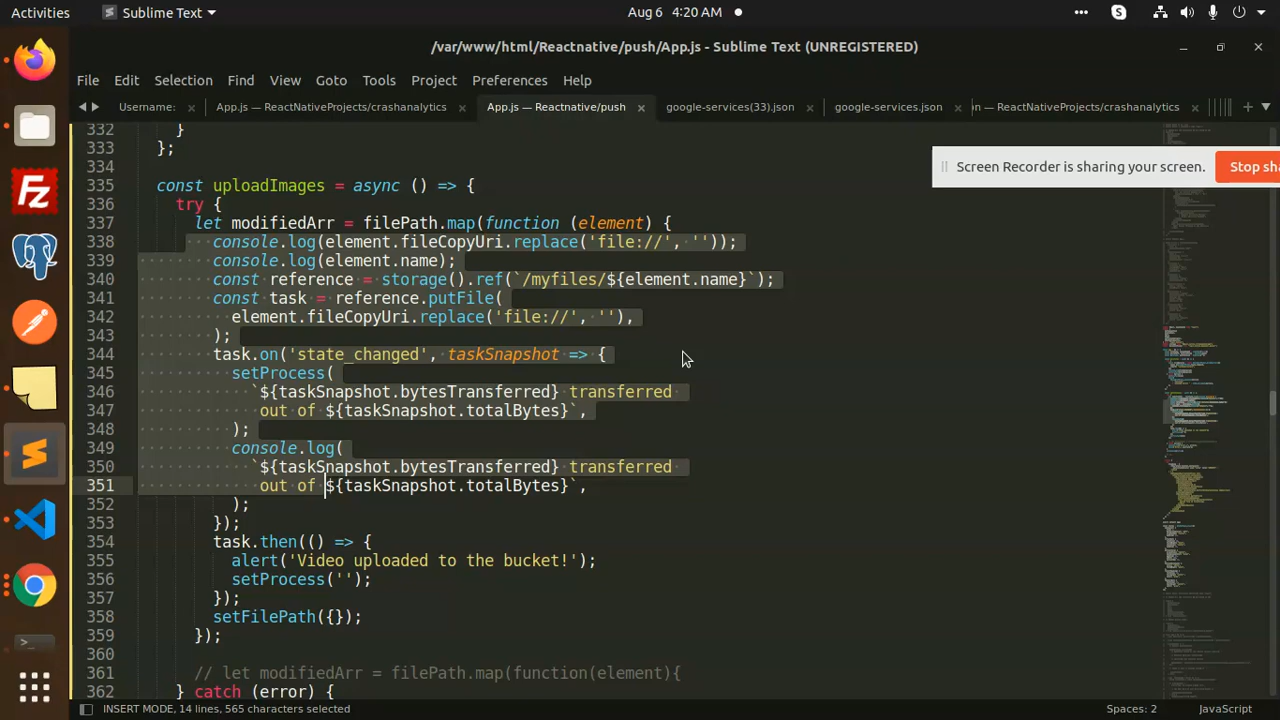 Activities
Sublime Text
Aug 6 4:20 AM
/var/www/html/Reactnative/push/App.js - Sublime Text (UNREGISTERED)
File Edit Selection Find View Goto Tools Project Preferences Help
Username: App.js — ReactNativeProjects/crashanalytics App.js — Reactnative/push google-services(33).json google-services.json n — ReactNativeProjects/crashanalytics
Screen Recorder is sharing your screen. Stop sha
332 }
333 };
334
335 const uploadImages = async () => {
336 try {
337 let modifiedArr = filePath.map(function (element) {
338 console.log(element.fileCopyUri.replace('file://', ''));
339 console.log(element.name);
340 const reference = storage().ref(`/myfiles/${element.name}`);
341 const task = reference.putFile(
342 element.fileCopyUri.replace('file://', ''),
343 );
344 task.on('state_changed', taskSnapshot => {
345 setProcess(
346 `${taskSnapshot.bytesTransferred} transferred
347 out of ${taskSnapshot.totalBytes}`,
348 );
349 console.log(
350 `${taskSnapshot.bytesTransferred} transferred
351 out of ${taskSnapshot.totalBytes}`,
352 );
353 });
354 task.then(() => {
355 alert('Video uploaded to the bucket!');
356 setProcess('');
357 });
358 setFilePath({});
359 });
360
361 // let modifiedArr = filePath.map(function(element){
362 } catch (error) {
INSERT MODE, 14 lines, 565 characters selected
Spaces: 2
JavaScript